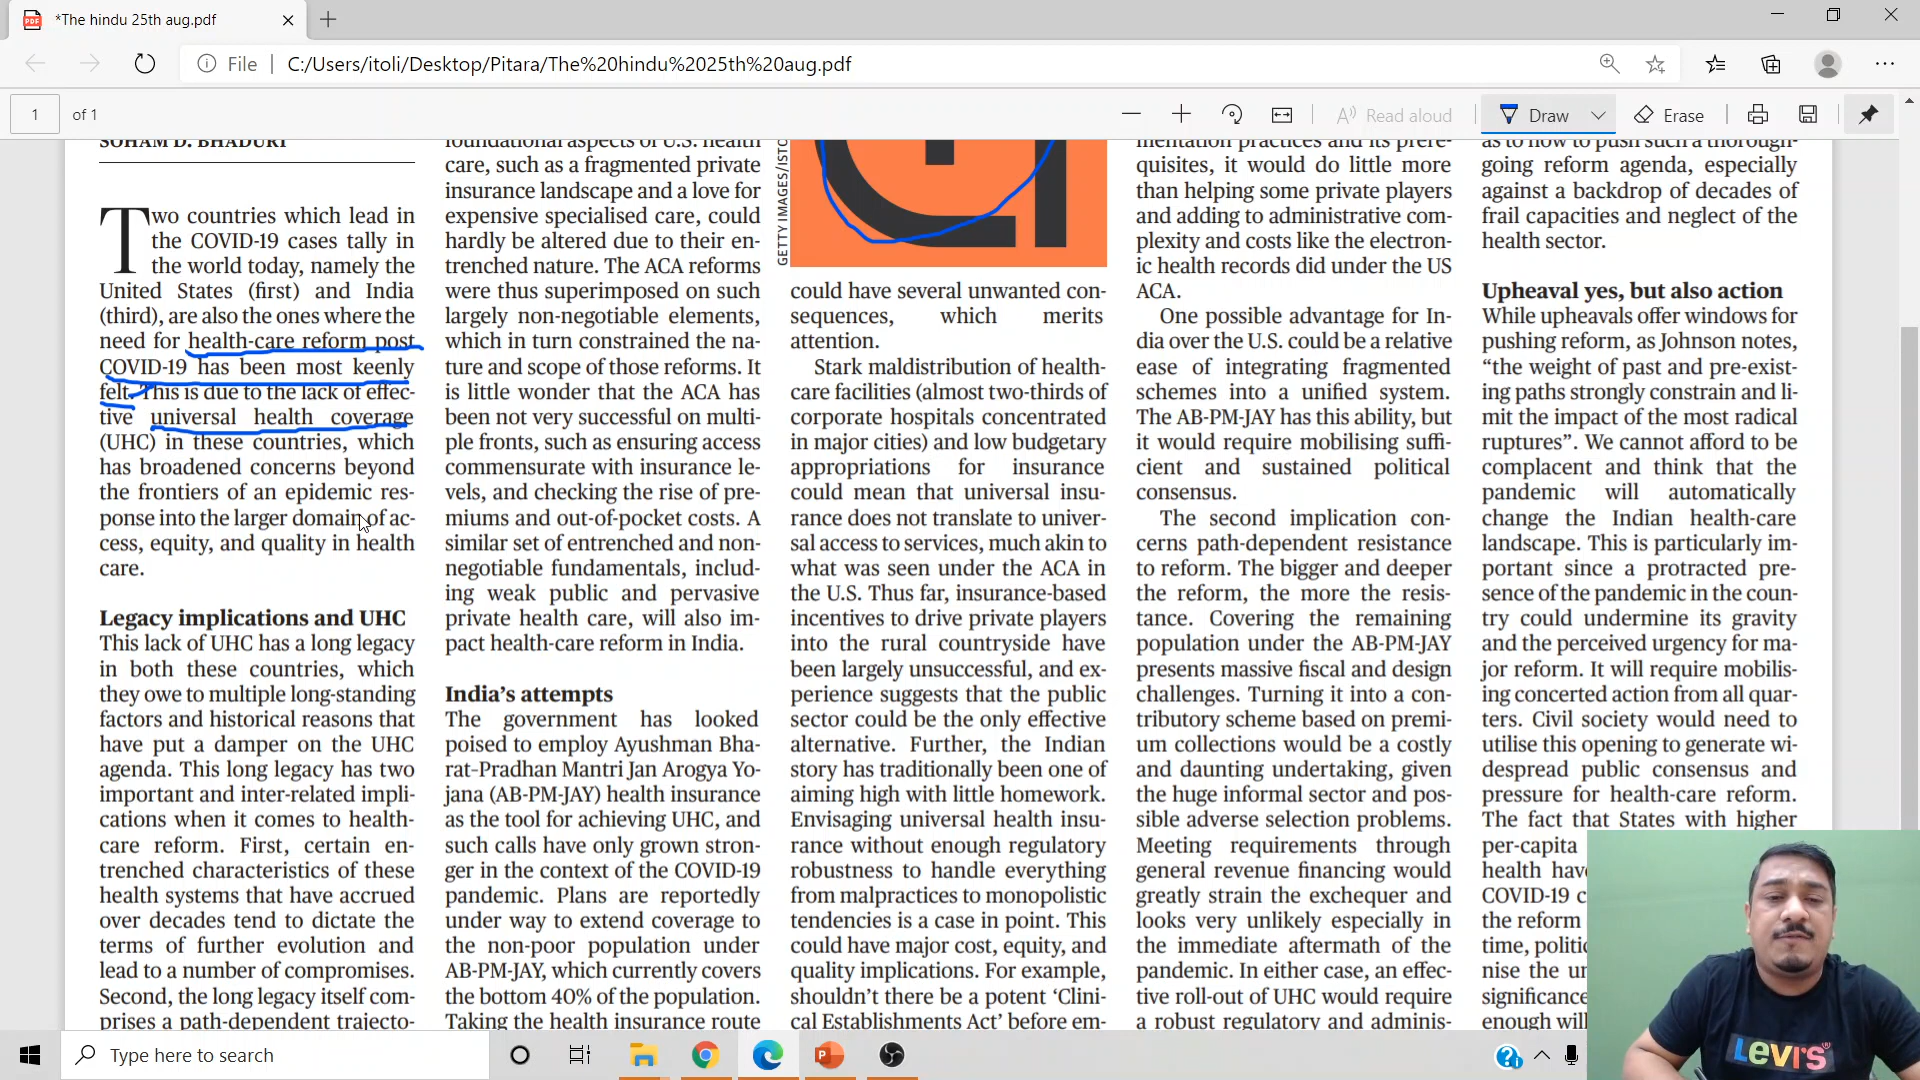 *The hindu 25th aug.pdf
File
C:/Users/itoli/Desktop/Pitara/The%20hindu%2025th%20aug.pdf
1
of 1
Read aloud
Draw
Erase
SOHAM D. BHADURI
Two countries which lead in
the COVID-19 cases tally in
the world today, namely the
United States (first) and India
(third), are also the ones where the
need for health-care reform post
COVID-19 has been most keenly
felt. This is due to the lack of effec-
tive universal health coverage
(UHC) in these countries, which
has broadened concerns beyond
the frontiers of an epidemic res-
ponse into the larger domain of ac-
cess, equity, and quality in health
care.
Legacy implications and UHC
This lack of UHC has a long legacy
in both these countries, which
they owe to multiple long-standing
factors and historical reasons that
have put a damper on the UHC
agenda. This long legacy has two
important and inter-related impli-
cations when it comes to health-
care reform. First, certain en-
trenched characteristics of these
health systems that have accrued
over decades tend to dictate the
terms of further evolution and
lead to a number of compromises.
Second, the long legacy itself com-
prises a path-dependent trajecto-
foundational aspects of U.S. health
care, such as a fragmented private
insurance landscape and a love for
expensive specialised care, could
hardly be altered due to their en-
trenched nature. The ACA reforms
were thus superimposed on such
largely non-negotiable elements,
which in turn constrained the na-
ture and scope of those reforms. It
is little wonder that the ACA has
been not very successful on multi-
ple fronts, such as ensuring access
commensurate with insurance le-
vels, and checking the rise of pre-
miums and out-of-pocket costs. A
similar set of entrenched and non-
negotiable fundamentals, includ-
ing weak public and pervasive
private health care, will also im-
pact health-care reform in India.
India's attempts
The government has looked
poised to employ Ayushman Bha-
rat-Pradhan Mantri Jan Arogya Yo-
jana (AB-PM-JAY) health insurance
as the tool for achieving UHC, and
such calls have only grown stron-
ger in the context of the COVID-19
pandemic. Plans are reportedly
under way to extend coverage to
the non-poor population under
AB-PM-JAY, which currently covers
the bottom 40% of the population.
Taking the health insurance route
GETTY IMAGES/ISTO
could have several unwanted con-
sequences, which merits
attention.
Stark maldistribution of health-
care facilities (almost two-thirds of
corporate hospitals concentrated
in major cities) and low budgetary
appropriations for insurance
could mean that universal insu-
rance does not translate to univer-
sal access to services, much akin to
what was seen under the ACA in
the U.S. Thus far, insurance-based
incentives to drive private players
into the rural countryside have
been largely unsuccessful, and ex-
perience suggests that the public
sector could be the only effective
alternative. Further, the Indian
story has traditionally been one of
aiming high with little homework.
Envisaging universal health insu-
rance without enough regulatory
robustness to handle everything
from malpractices to monopolistic
tendencies is a case in point. This
could have major cost, equity, and
quality implications. For example,
shouldn't there be a potent 'Clini-
cal Establishments Act' before em-
mentation practices and its prere-
quisites, it would do little more
than helping some private players
and adding to administrative com-
plexity and costs like the electron-
ic health records did under the US
ACA.
One possible advantage for In-
dia over the U.S. could be a relative
ease of integrating fragmented
schemes into a unified system.
The AB-PM-JAY has this ability, but
it would require mobilising suffi-
cient and sustained political
consensus.
The second implication con-
cerns path-dependent resistance
to reform. The bigger and deeper
the reform, the more the resis-
tance. Covering the remaining
population under the AB-PM-JAY
presents massive fiscal and design
challenges. Turning it into a con-
tributory scheme based on premi-
um collections would be a costly
and daunting undertaking, given
the huge informal sector and pos-
sible adverse selection problems.
Meeting requirements through
general revenue financing would
greatly strain the exchequer and
looks very unlikely especially in
the immediate aftermath of the
pandemic. In either case, an effec-
tive roll-out of UHC would require
a robust regulatory and adminis-
as to how to push such a thorough-
going reform agenda, especially
against a backdrop of decades of
frail capacities and neglect of the
health sector.
Upheaval yes, but also action
While upheavals offer windows for
pushing reform, as Johnson notes,
"the weight of past and pre-exist-
ing paths strongly constrain and li-
mit the impact of the most radical
ruptures". We cannot afford to be
complacent and think that the
pandemic will automatically
change the Indian health-care
landscape. This is particularly im-
portant since a protracted pre-
sence of the pandemic in the coun-
try could undermine its gravity
and the perceived urgency for ma-
jor reform. It will require mobilis-
ing concerted action from all quar-
ters. Civil society would need to
utilise this opening to generate wi-
despread public consensus and
pressure for health-care reform.
The fact that States with higher
per-capita
health have
COVID-19 c
the reform
time, politic
nise the un
significance
enough will
Levi's
Type here to search